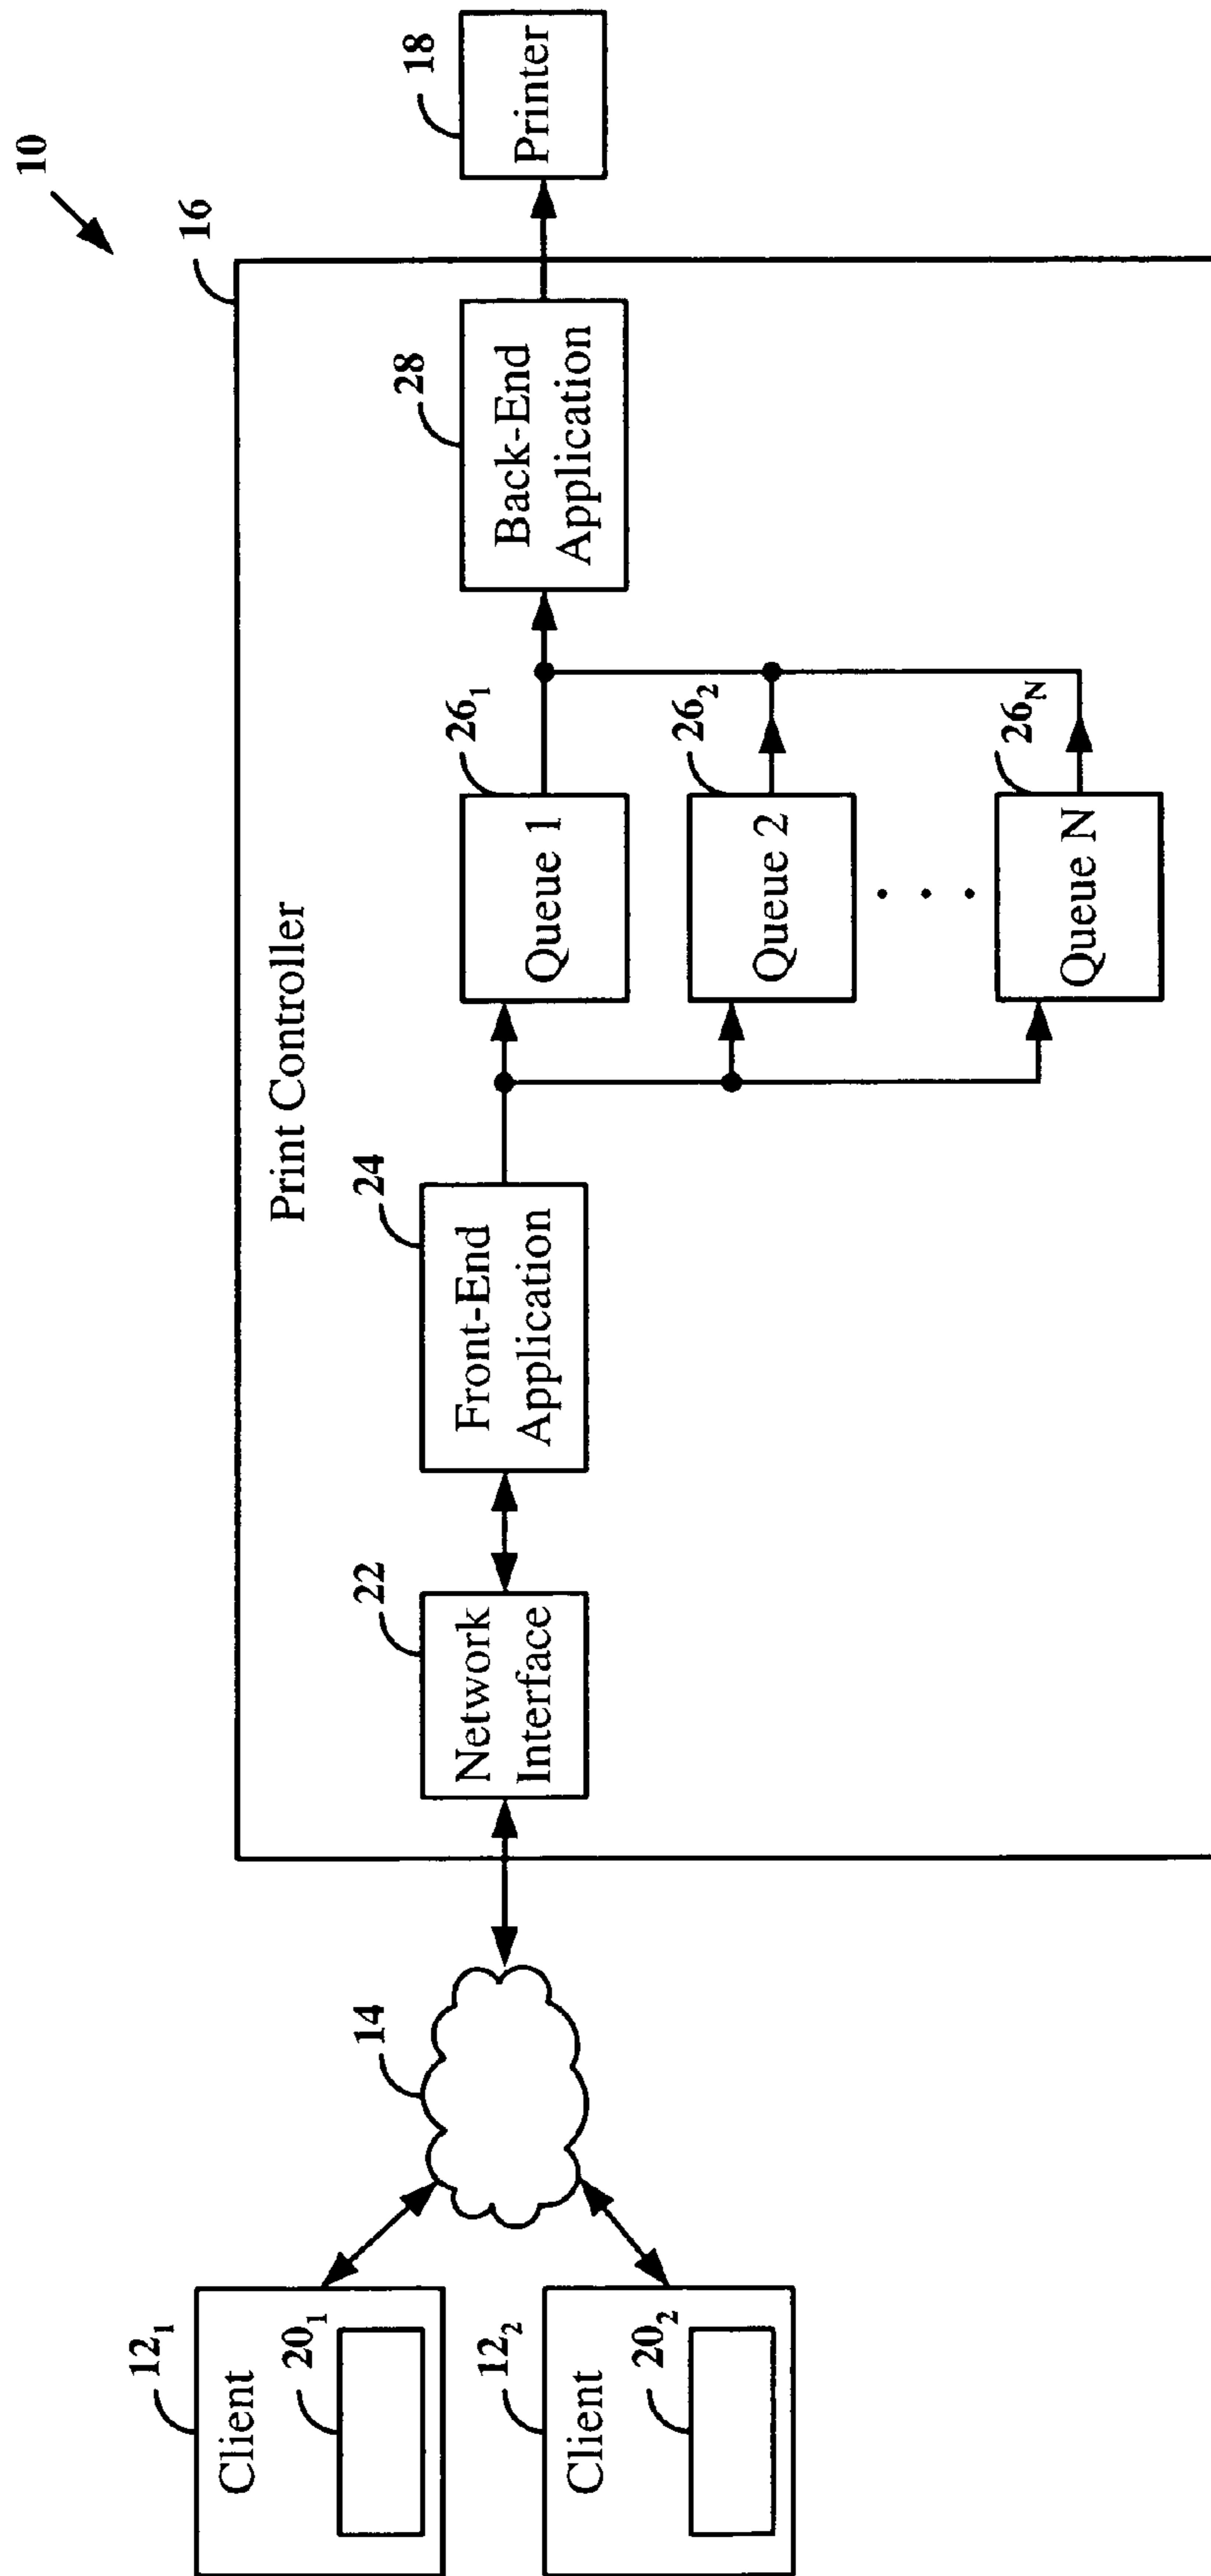 10
16
Print Controller
12₁
Client
20₁
12₂
Client
20₂
14
22
Network
Interface
24
Front-End
Application
26₁
Queue 1
26₂
Queue 2
. . .
26ₙ
Queue N
28
Back-End
Application
18
Printer